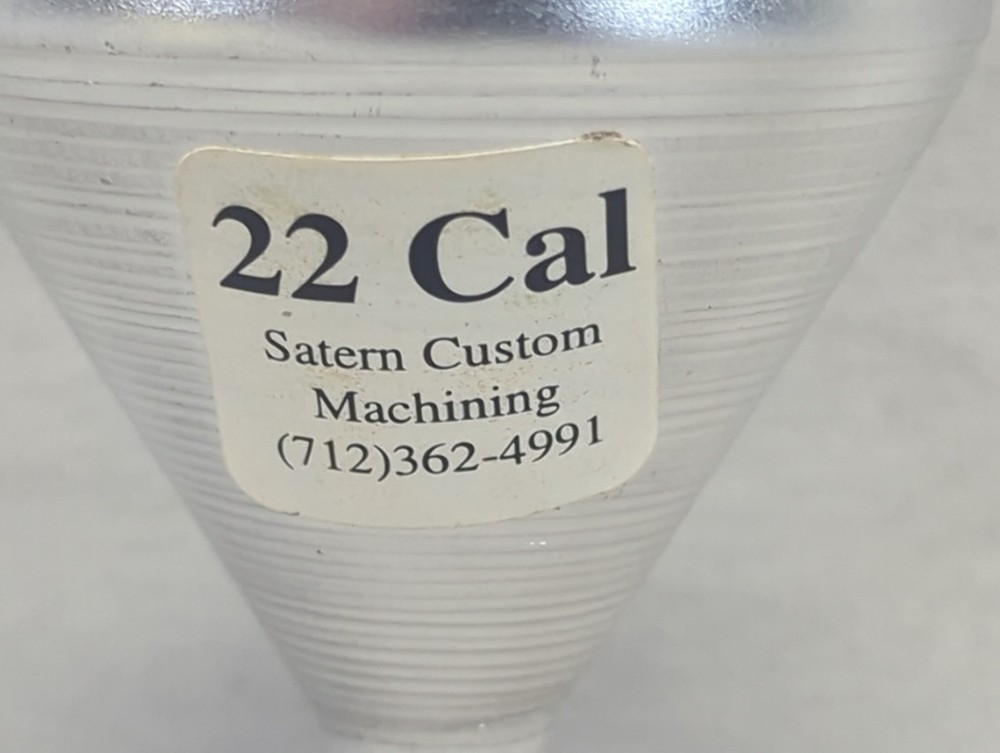 22 Cal
Satern Custom
Machining
(712)362-4991